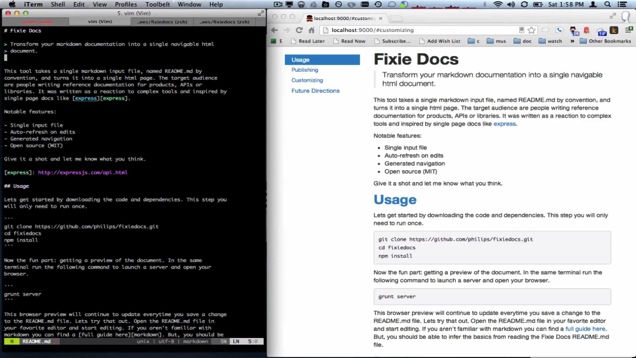 iTerm Shell Edit View Profiles Toolbelt Window Help
Sat 1:58 PM
5. vim (Vim)
vim (Vim)
../fixiedocs (zsh)
../fixiedocs (zsh)
# Fixie Docs
> Transform your markdown documentation into a single navigable html
> document.
This tool takes a single markdown input file, named README.md by
convention, and turns it into a single html page. The target audience
are people writing reference documentation for products, APIs or
libraries. It was written as a reaction to complex tools and inspired by
single page docs like [express][express].
Notable features:
- Single input file
- Auto-refresh on edits
- Generated navigation
- Open source (MIT)
Give it a shot and let me know what you think.
[express]: http://expressjs.com/api.html
## Usage
Lets get started by downloading the code and dependencies. This step you
will only need to run once.
```
git clone https://github.com/philips/fixiedocs.git
cd fixiedocs
npm install
```
Now the fun part: getting a preview of the document. In the same
terminal run the following command to launch a server and open your
browser.
```
grunt server
```
This browser preview will continue to update everytime you save a change
to the README.md file. Lets try that out. Open the README.md file in
your favorite editor and start editing. If you aren't familiar with
markdown you can find a [full guide here][markdown]. But, you should be
README.md
unix | utf-8 | markdown
5%
LN 5:0
localhost:9000/#customizing
localhost:9000/#customizing
Read Later
Read Now
Subscribe...
Add Wish List
c
mus
doc
watch
Other Bookmarks
Usage
Publishing
Customizing
Future Directions
Fixie Docs
Transform your markdown documentation into a single navigable html
document.
This tool takes a single markdown input file, named README.md by convention, and
turns it into a single html page. The target audience are people writing reference
documentation for products, APIs or libraries. It was written as a reaction to complex
tools and inspired by single page docs like express.
Notable features:
Single input file
Auto-refresh on edits
Generated navigation
Open source (MIT)
Give it a shot and let me know what you think.
Usage
Lets get started by downloading the code and dependencies. This step you will only
need to run once.
git clone https://github.com/philips/fixiedocs.git
cd fixiedocs
npm install
Now the fun part: getting a preview of the document. In the same terminal run the
following command to launch a server and open your browser.
grunt server
This browser preview will continue to update everytime you save a change to the
README.md file. Lets try that out. Open the README.md file in your favorite editor
and start editing. If you aren't familiar with markdown you can find a full guide here.
But, you should be able to infer the basics from reading the Fixie Docs README.md
file.